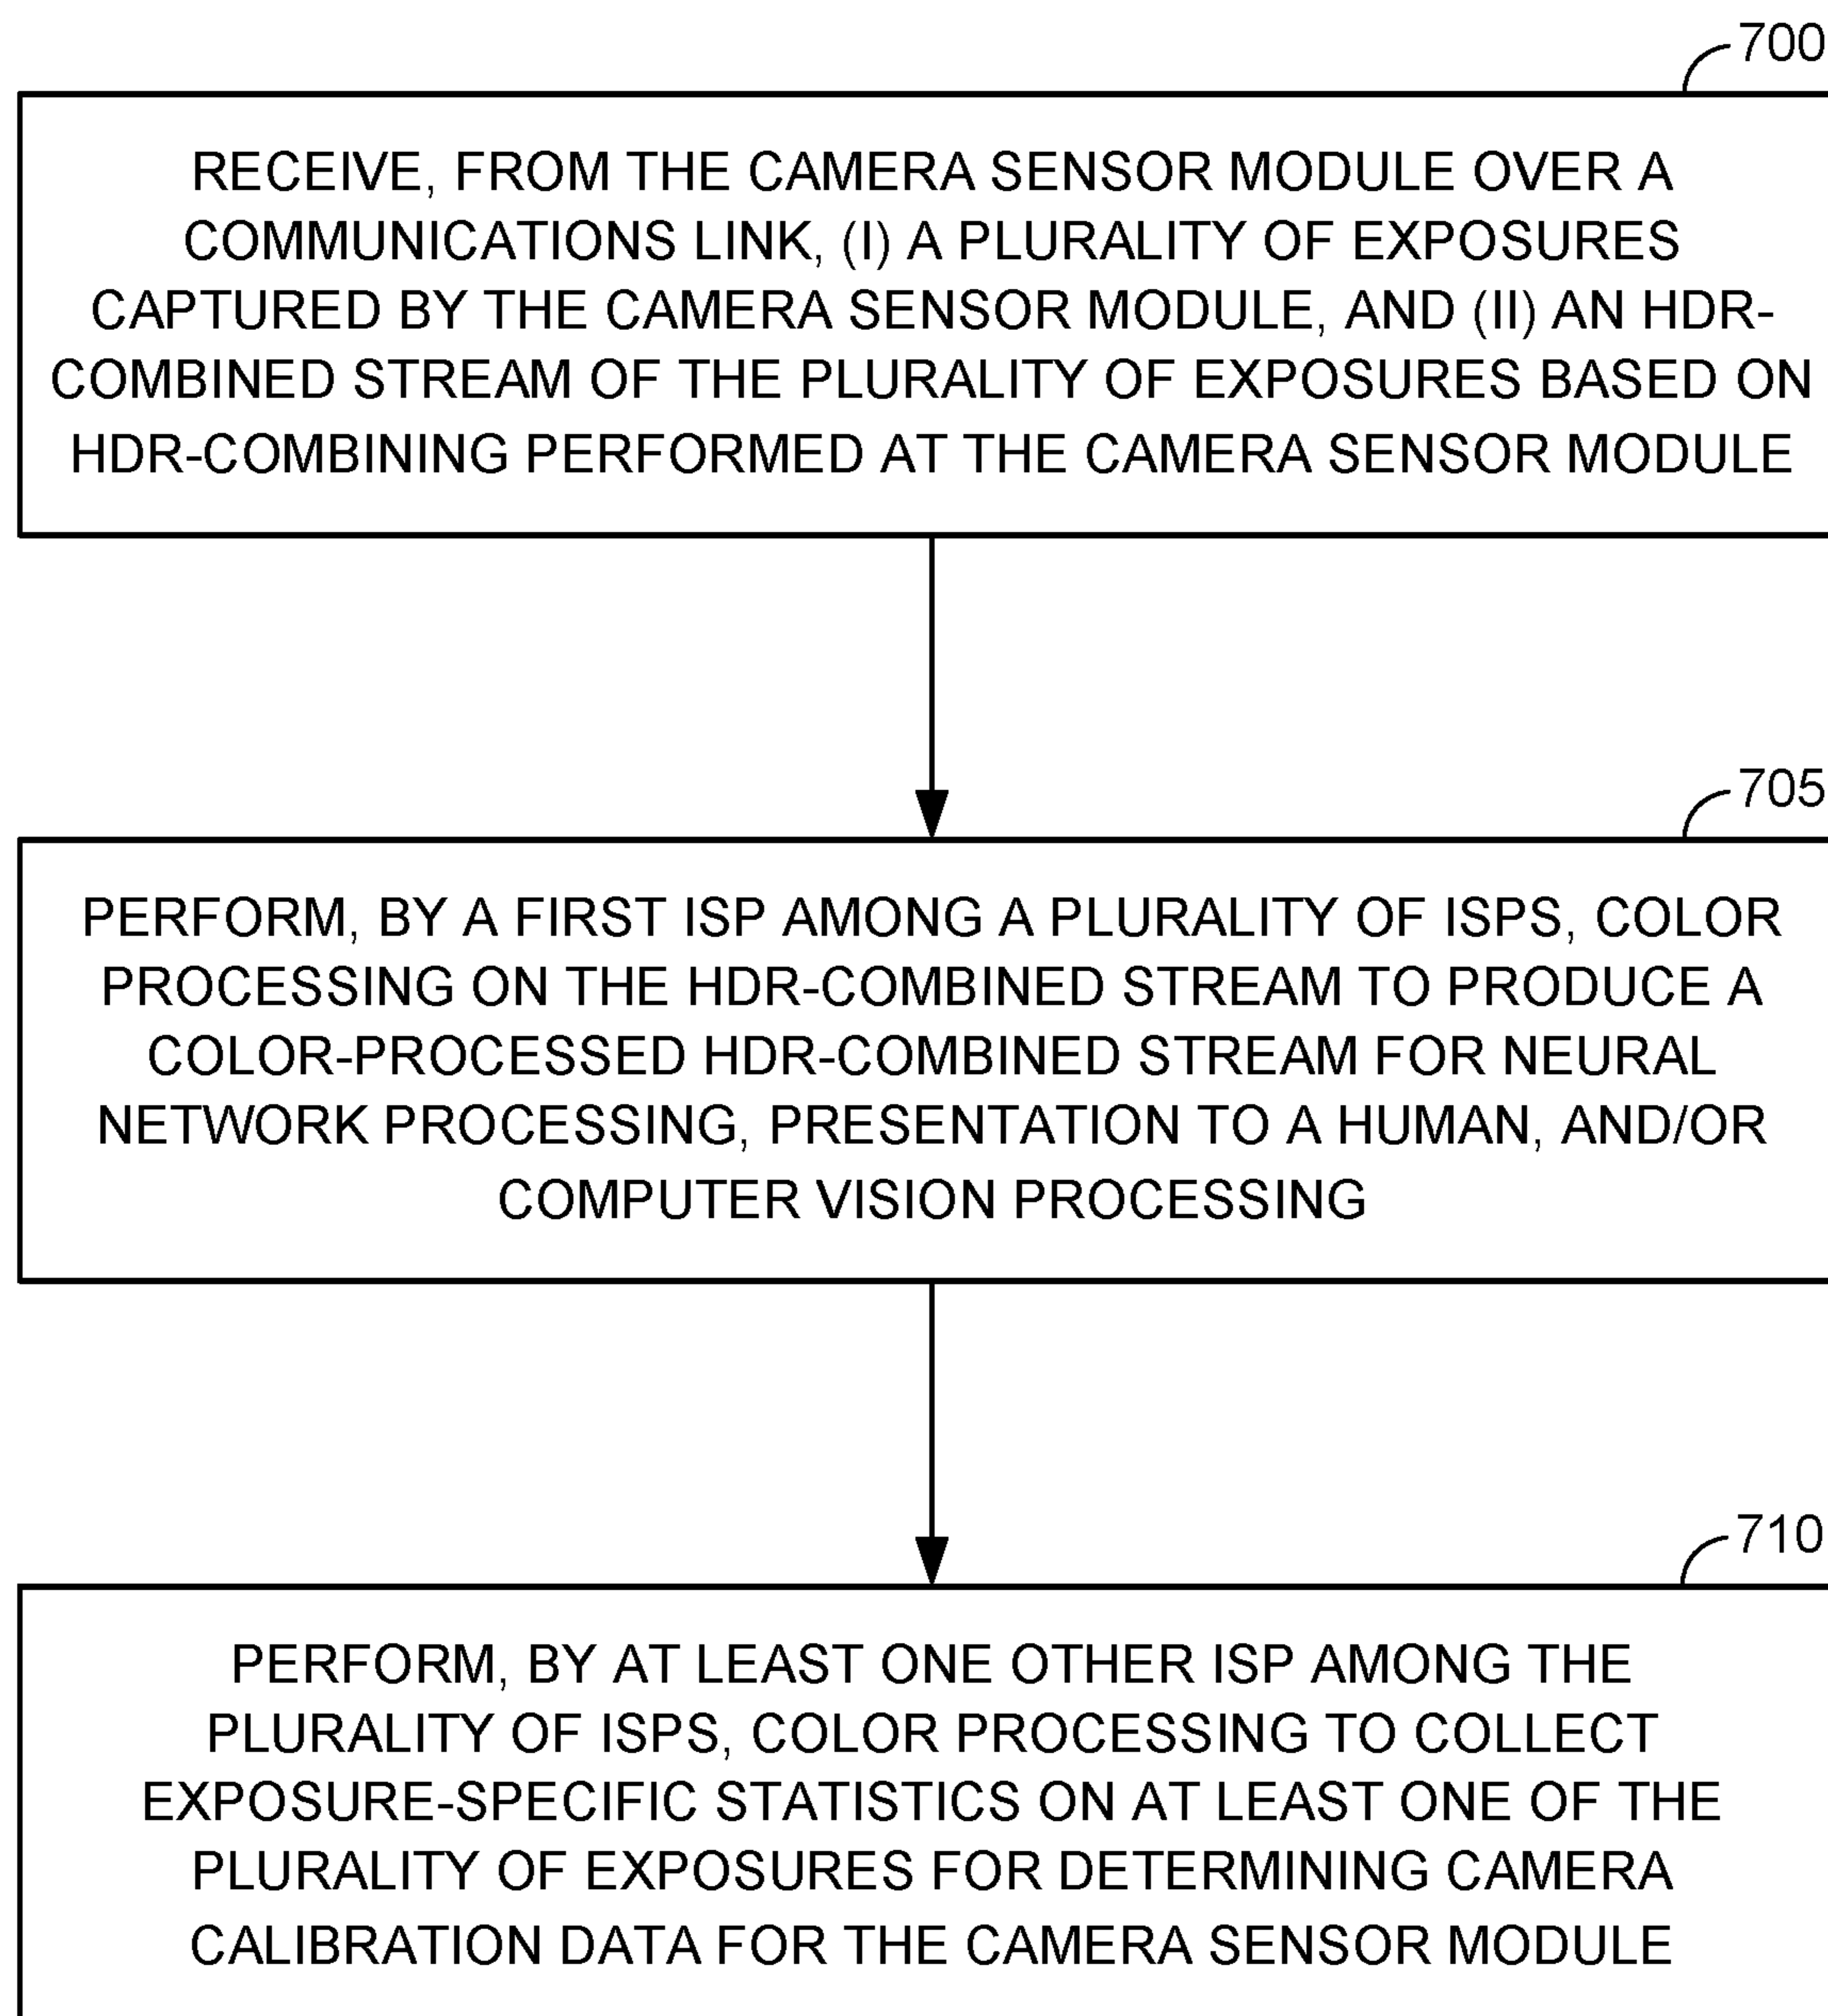 700
RECEIVE, FROM THE CAMERA SENSOR MODULE OVER A
COMMUNICATIONS LINK, (I) A PLURALITY OF EXPOSURES
CAPTURED BY THE CAMERA SENSOR MODULE, AND (II) AN HDR-
COMBINED STREAM OF THE PLURALITY OF EXPOSURES BASED ON
HDR-COMBINING PERFORMED AT THE CAMERA SENSOR MODULE
705
PERFORM, BY A FIRST ISP AMONG A PLURALITY OF ISPS, COLOR
PROCESSING ON THE HDR-COMBINED STREAM TO PRODUCE A
COLOR-PROCESSED HDR-COMBINED STREAM FOR NEURAL
NETWORK PROCESSING, PRESENTATION TO A HUMAN, AND/OR
COMPUTER VISION PROCESSING
710
PERFORM, BY AT LEAST ONE OTHER ISP AMONG THE
PLURALITY OF ISPS, COLOR PROCESSING TO COLLECT
EXPOSURE-SPECIFIC STATISTICS ON AT LEAST ONE OF THE
PLURALITY OF EXPOSURES FOR DETERMINING CAMERA
CALIBRATION DATA FOR THE CAMERA SENSOR MODULE